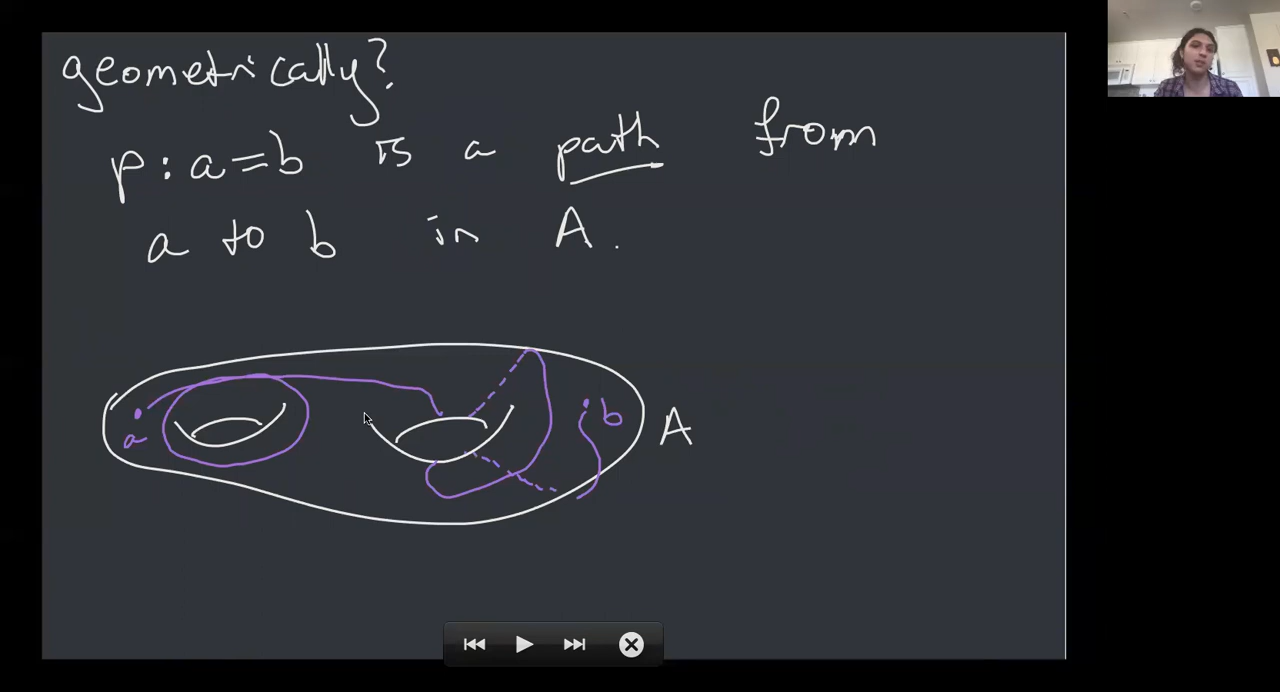 geometrically?
p : a = b is a path from
a to b in A.
a
b
A